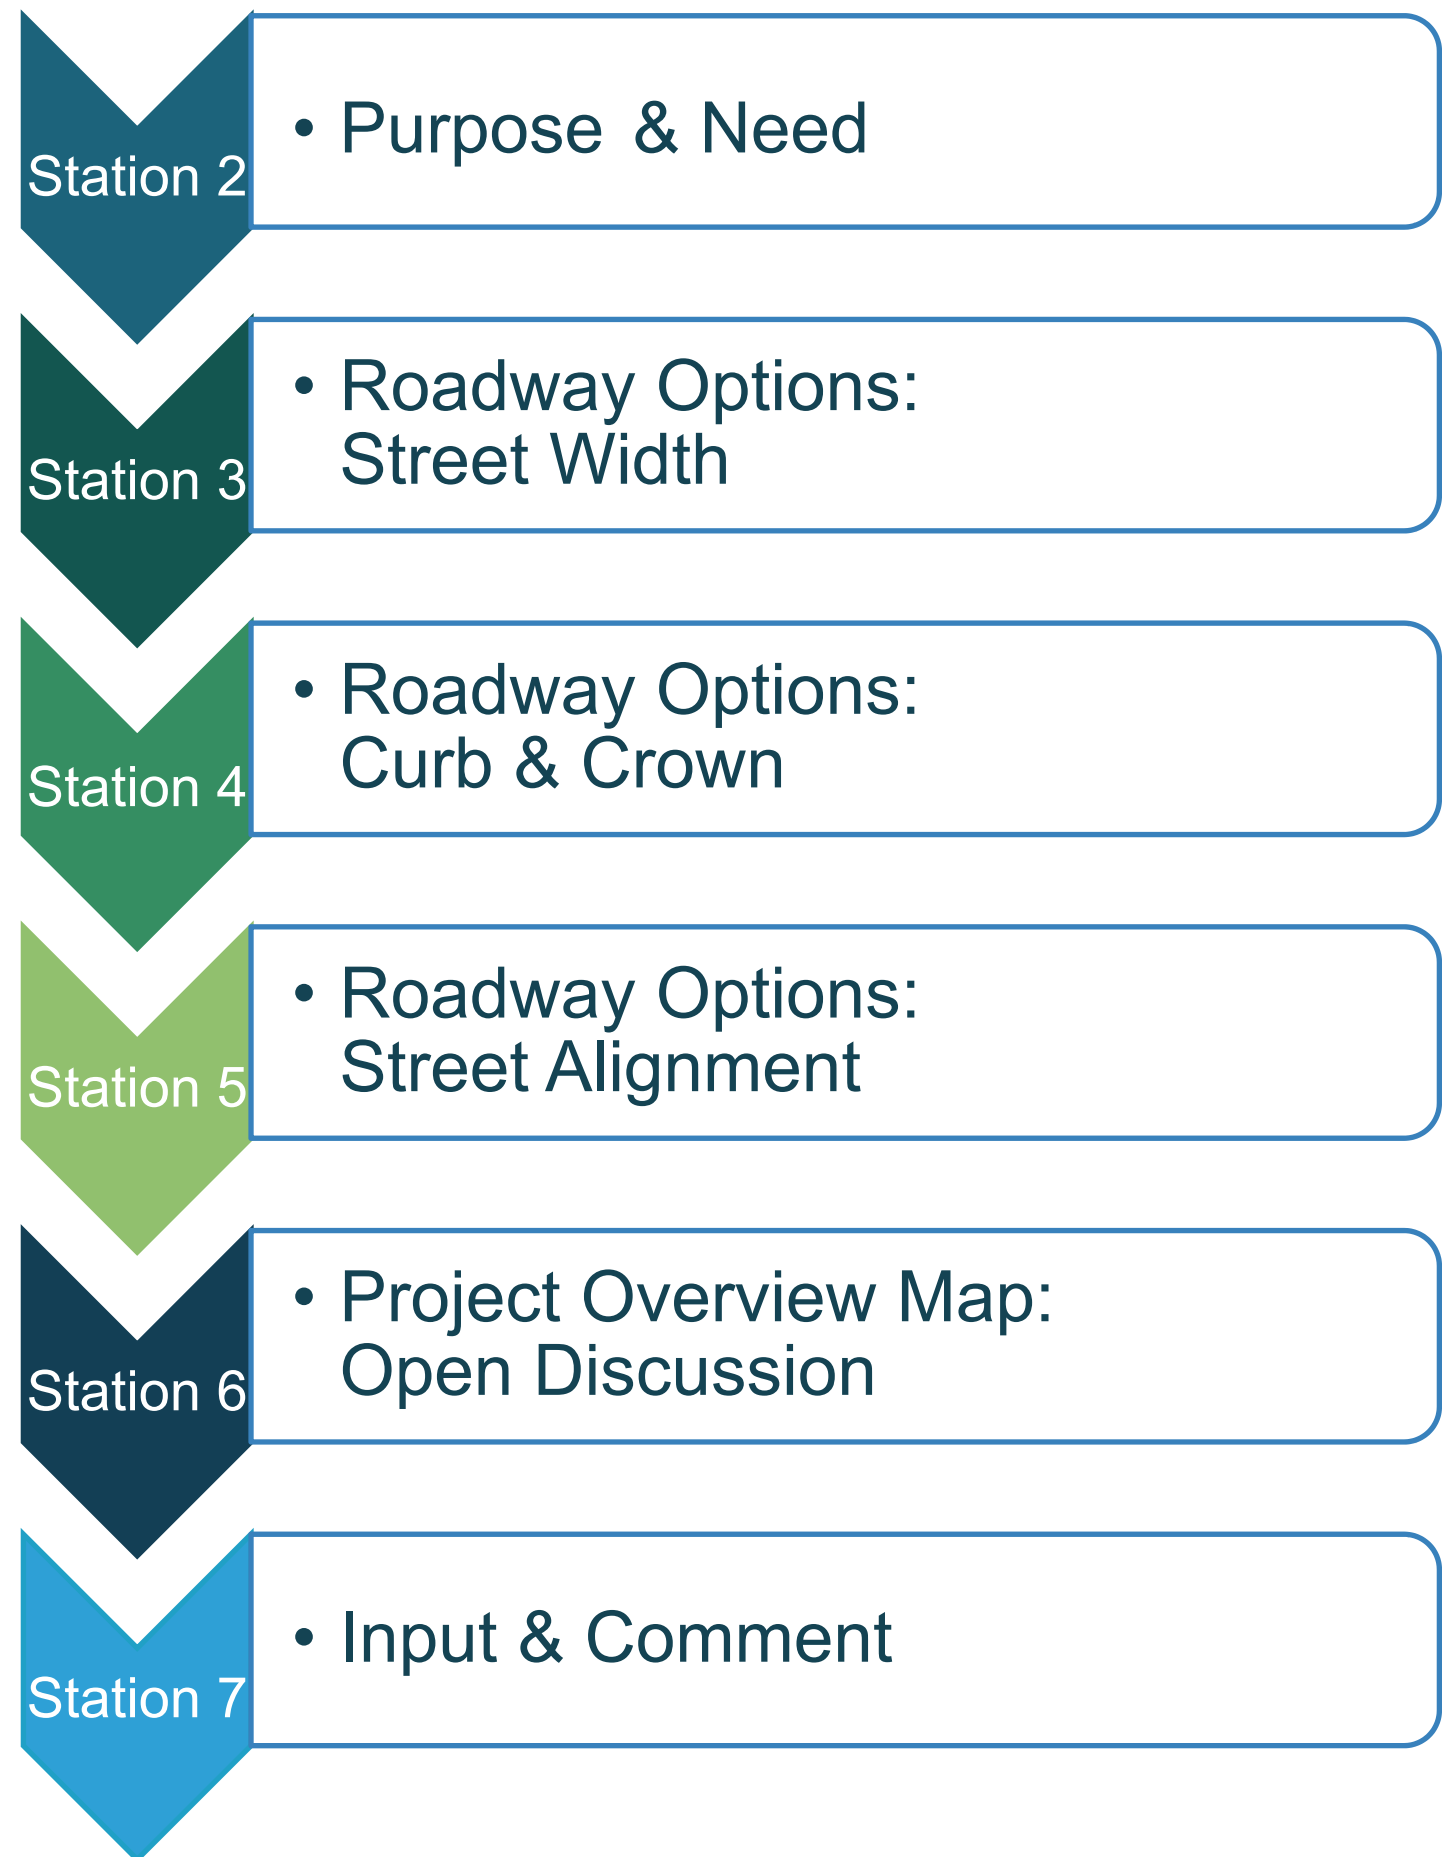 Station 2
• Purpose & Need
Station 3
• Roadway Options:
Street Width
Station 4
• Roadway Options:
Curb & Crown
Station 5
• Roadway Options:
Street Alignment
Station 6
• Project Overview Map:
Open Discussion
Station 7
• Input & Comment